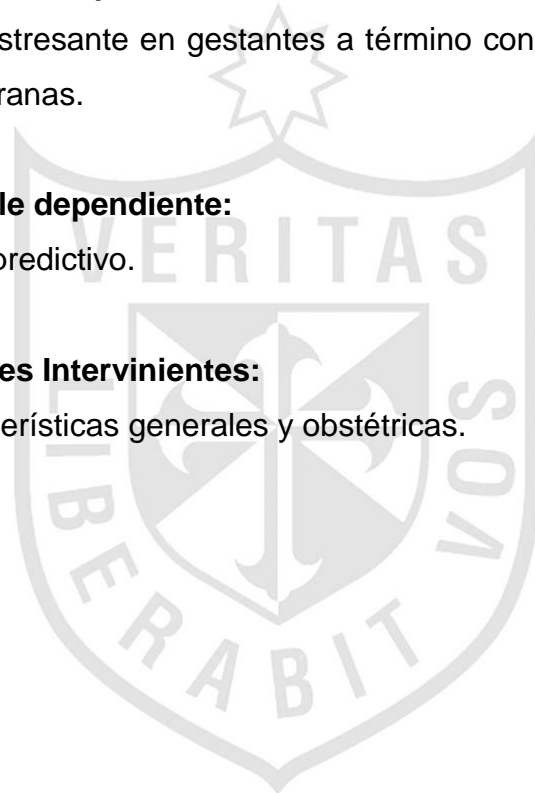 stresante en gestantes a término con
ranas.
le dependiente:
predictivo.
es Intervinientes:
erísticas generales y obstétricas.
VERITAS
LIBERABIT
VOS